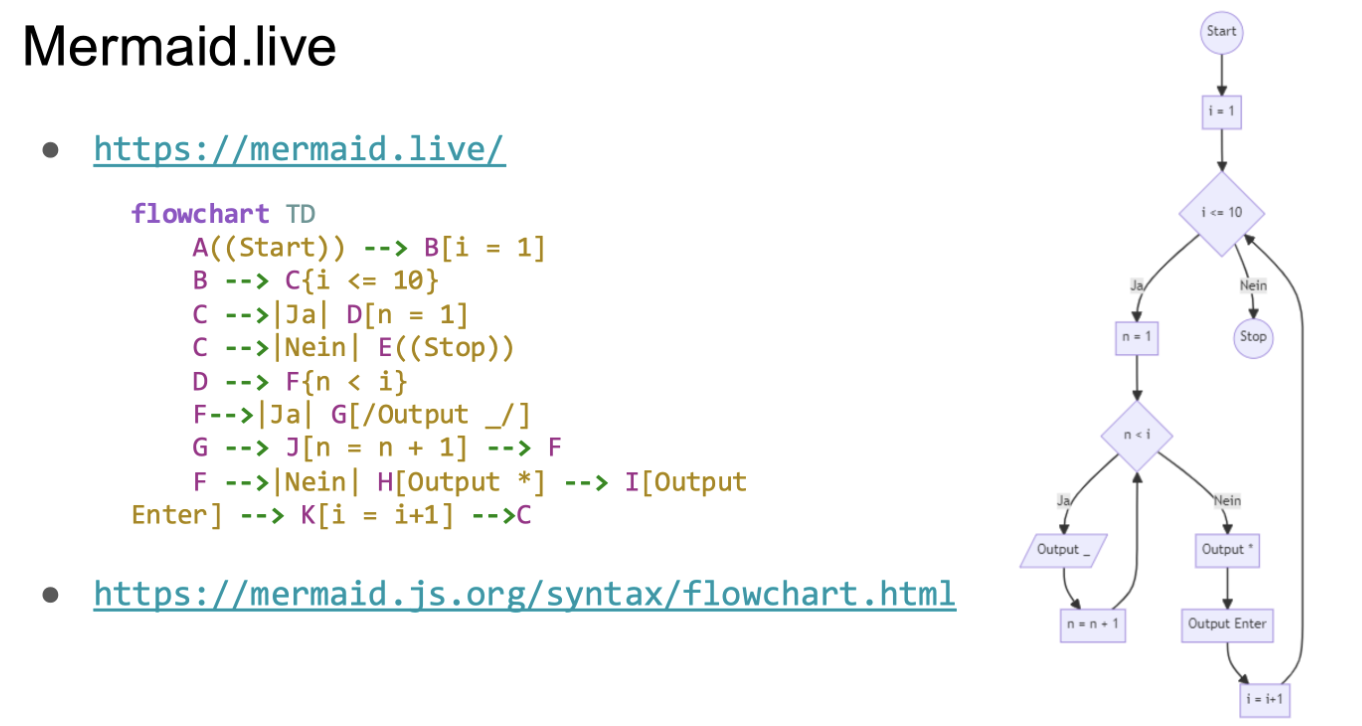 Mermaid.live
● https://mermaid.live/
flowchart TD
    A((Start)) --> B[i = 1]
    B --> C{i <= 10}
    C -->|Ja| D[n = 1]
    C -->|Nein| E((Stop))
    D --> F{n < i}
    F-->|Ja| G[/Output _/]
    G --> J[n = n + 1] --> F
    F -->|Nein| H[Output *] --> I[Output
Enter] --> K[i = i+1] -->C
● https://mermaid.js.org/syntax/flowchart.html
Start
i = 1
i <= 10
Ja
Nein
n = 1
Stop
n < i
Ja
Nein
Output _
Output *
n = n + 1
Output Enter
i = i+1